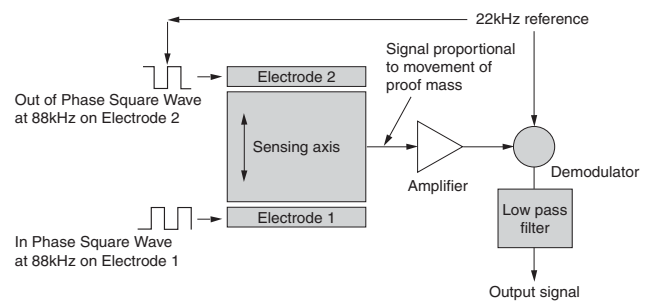 22kHz reference
Signal proportional
to movement of
proof mass
Electrode 2
Out of Phase Square Wave
at 88kHz on Electrode 2
Sensing axis
Amplifier
Demodulator
Electrode 1
Low pass
filter
In Phase Square Wave
at 88kHz on Electrode 1
Output signal